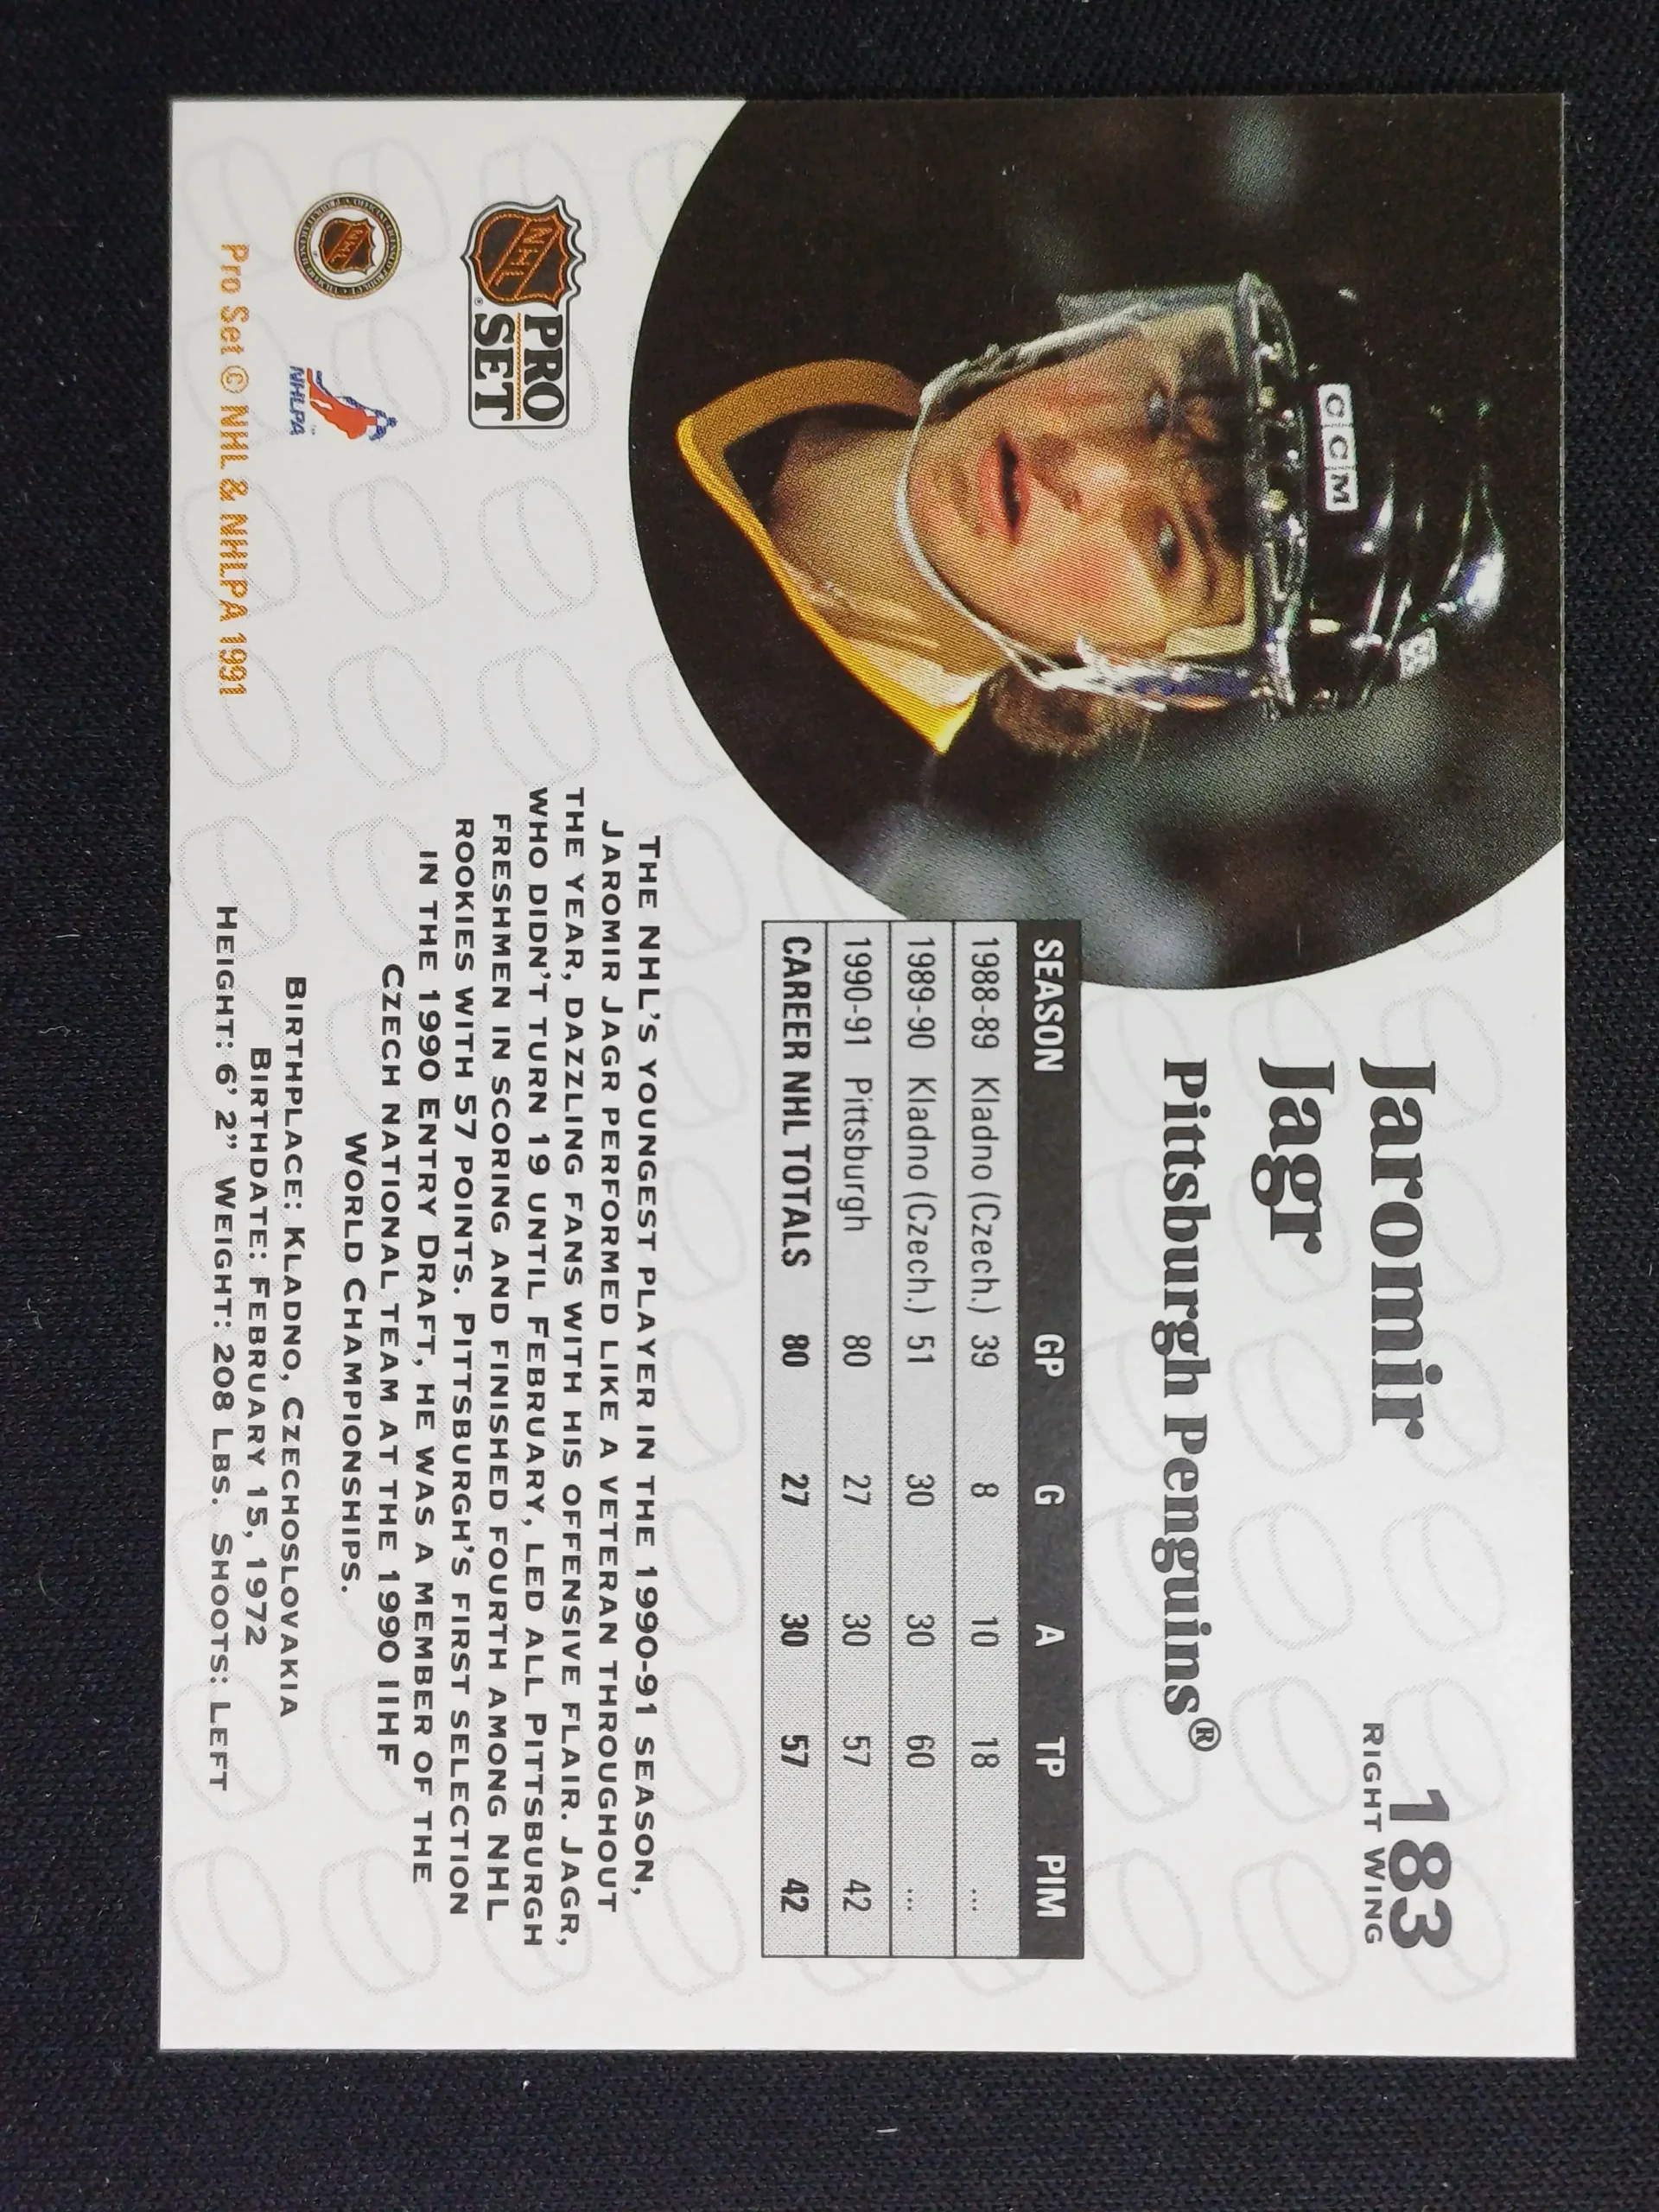 Jaromir
Jagr
Pittsburgh Penguins®
183
RIGHT WING
CCM
SEASON GP G A TP PIM
1988-89 Kladno (Czech.) 39 8 10 18 ...
1989-90 Kladno (Czech.) 51 30 30 60 ...
1990-91 Pittsburgh 80 27 30 57 42
CAREER NHL TOTALS 80 27 30 57 42
THE NHL'S YOUNGEST PLAYER IN THE 1990-91 SEASON,
JAROMIR JAGR PERFORMED LIKE A VETERAN THROUGHOUT
THE YEAR, DAZZLING FANS WITH HIS OFFENSIVE FLAIR. JAGR,
WHO DIDN'T TURN 19 UNTIL FEBRUARY, LED ALL PITTSBURGH
FRESHMEN IN SCORING AND FINISHED FOURTH AMONG NHL
ROOKIES WITH 57 POINTS. PITTSBURGH'S FIRST SELECTION
IN THE 1990 ENTRY DRAFT, HE WAS A MEMBER OF THE
CZECH NATIONAL TEAM AT THE 1990 IIHF
WORLD CHAMPIONSHIPS.
BIRTHPLACE: KLADNO, CZECHOSLOVAKIA
BIRTHDATE: FEBRUARY 15, 1972
HEIGHT: 6' 2" WEIGHT: 208 LBS. SHOOTS: LEFT
NHL®
PRO
SET
NHL
NHLPA™
Pro Set © NHL & NHLPA 1991